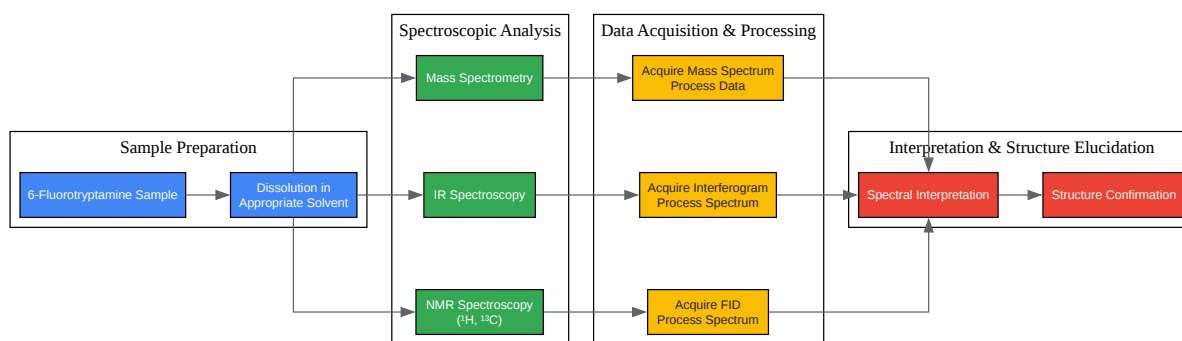 Sample Preparation
6-Fluorotryptamine Sample
Dissolution in
Appropriate Solvent
Spectroscopic Analysis
Mass Spectrometry
IR Spectroscopy
NMR Spectroscopy
(¹H, ¹³C)
Data Acquisition & Processing
Acquire Mass Spectrum
Process Data
Acquire Interferogram
Process Spectrum
Acquire FID
Process Spectrum
Interpretation & Structure Elucidation
Spectral Interpretation
Structure Confirmation